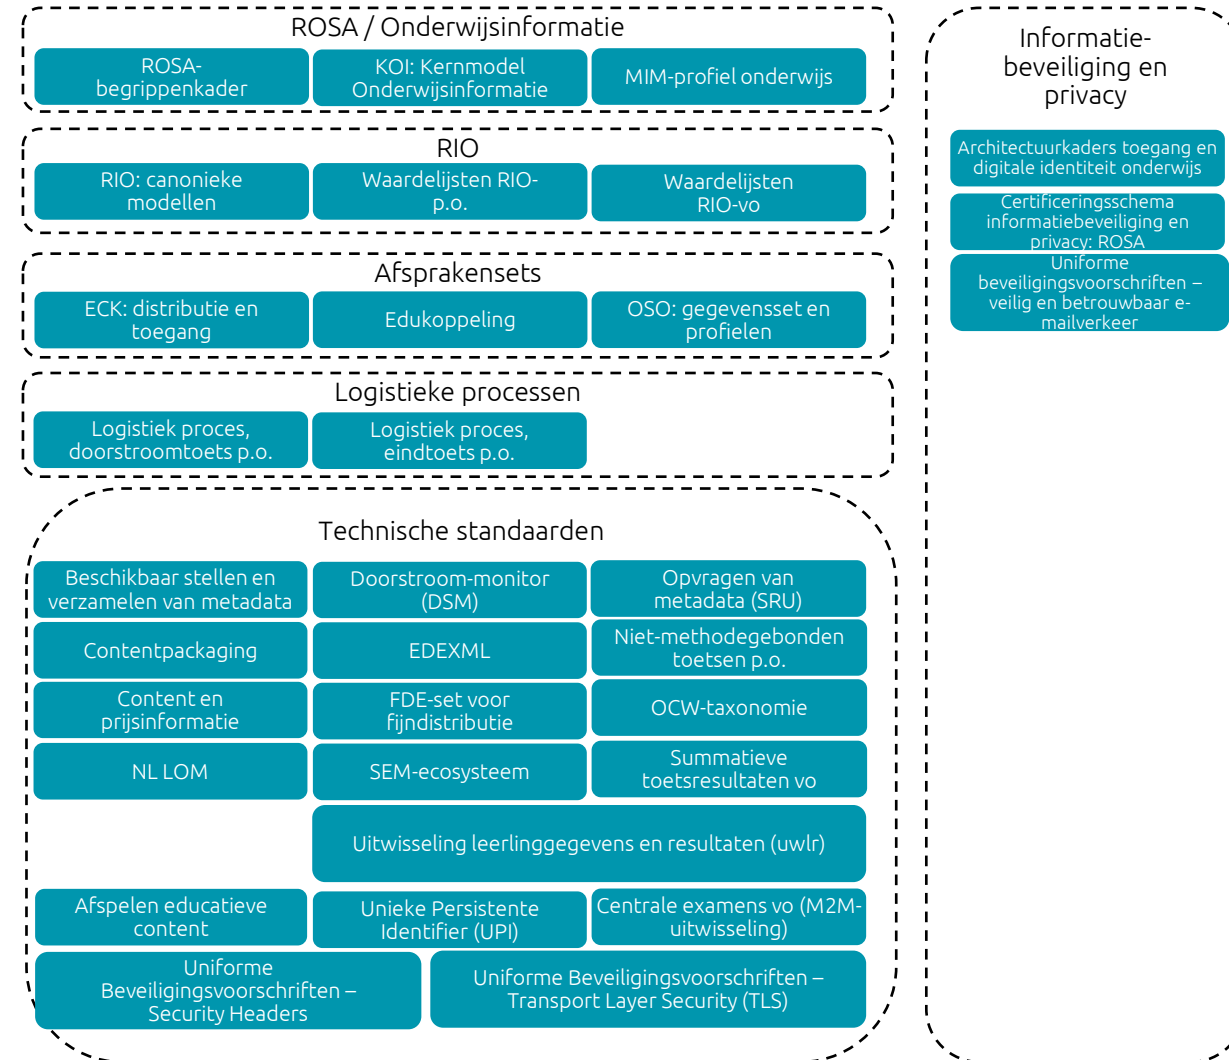 ROSA / Onderwijsinformatie
ROSA-
begrippenkader
KOI: Kernmodel
Onderwijsinformatie
MIM-profiel onderwijs
RIO
RIO: canonieke
modellen
Waardelijsten RIO-
p.o.
Waardelijsten
RIO-vo
Afsprakensets
ECK: distributie en
toegang
Edukoppeling
OSO: gegevensset en
profielen
Logistieke processen
Logistiek proces,
doorstroomtoets p.o.
Logistiek proces,
eindtoets p.o.
Technische standaarden
Beschikbaar stellen en
verzamelen van metadata
Doorstroom-monitor
(DSM)
Opvragen van
metadata (SRU)
Contentpackaging
EDEXML
Niet-methodegebonden
toetsen p.o.
Content en
prijsinformatie
FDE-set voor
fijndistributie
OCW-taxonomie
NL LOM
SEM-ecosysteem
Summatieve
toetsresultaten vo
Uitwisseling leerlinggegevens en resultaten (uwlr)
Afspelen educatieve
content
Unieke Persistente
Identifier (UPI)
Centrale examens vo (M2M-
uitwisseling)
Uniforme
Beveiligingsvoorschriften –
Security Headers
Uniforme Beveiligingsvoorschriften –
Transport Layer Security (TLS)
Informatie-
beveiliging en
privacy
Architectuurkaders toegang en
digitale identiteit onderwijs
Certificeringsschema
informatiebeveiliging en
privacy: ROSA
Uniforme
beveiligingsvoorschriften –
veilig en betrouwbaar e-
mailverkeer